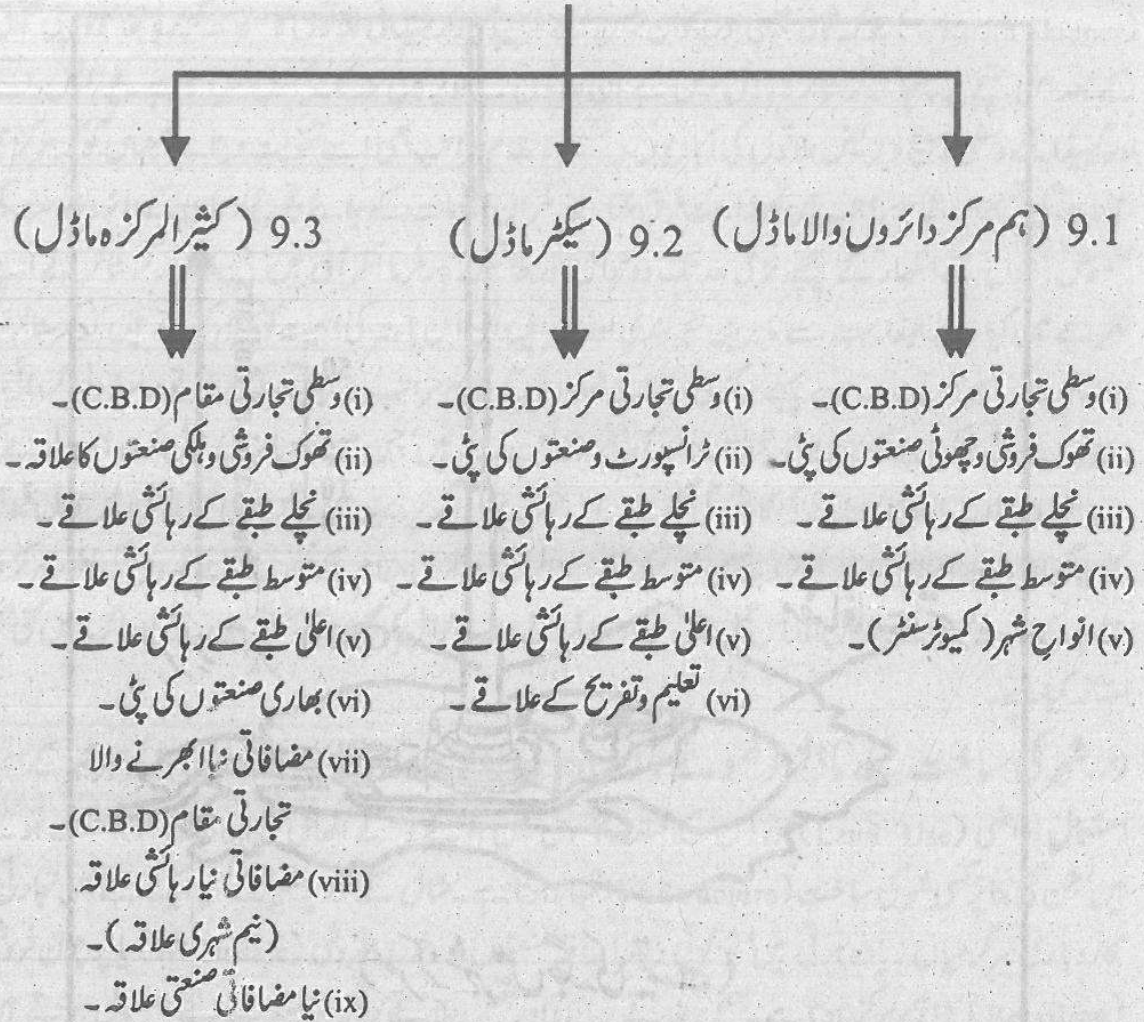 9.1 (ہم مرکز دائروں والا ماڈل)
9.2 (سیکٹر ماڈل)
9.3 (کثیر المرکزہ ماڈل)
(i) وسطی تجارتی مرکز (C.B.D)۔
(ii) تھوک فروشی و چھوٹی صنعتوں کی پٹی۔
(iii) نچلے طبقے کے رہائشی علاقے۔
(iv) متوسط طبقے کے رہائشی علاقے۔
(v) انواحِ شہر (کمیوٹر سنٹر)۔
(i) وسطی تجارتی مرکز (C.B.D)۔
(ii) ٹرانسپورٹ و صنعتوں کی پٹی۔
(iii) نچلے طبقے کے رہائشی علاقے۔
(iv) متوسط طبقے کے رہائشی علاقے۔
(v) اعلیٰ طبقے کے رہائشی علاقے۔
(vi) تعلیم و تفریح کے علاقے۔
(i) وسطی تجارتی مقام (C.B.D)۔
(ii) تھوک فروشی و ہلکی صنعتوں کا علاقہ۔
(iii) نچلے طبقے کے رہائشی علاقے۔
(iv) متوسط طبقے کے رہائشی علاقے۔
(v) اعلیٰ طبقے کے رہائشی علاقے۔
(vi) بھاری صنعتوں کی پٹی۔
(vii) مضافاتی نیا ابھرنے والا
تجارتی مقام (C.B.D)۔
(viii) مضافاتی نیا رہائشی علاقہ
(نیم شہری علاقہ)۔
(ix) نیا مضافاتی صنعتی علاقہ۔